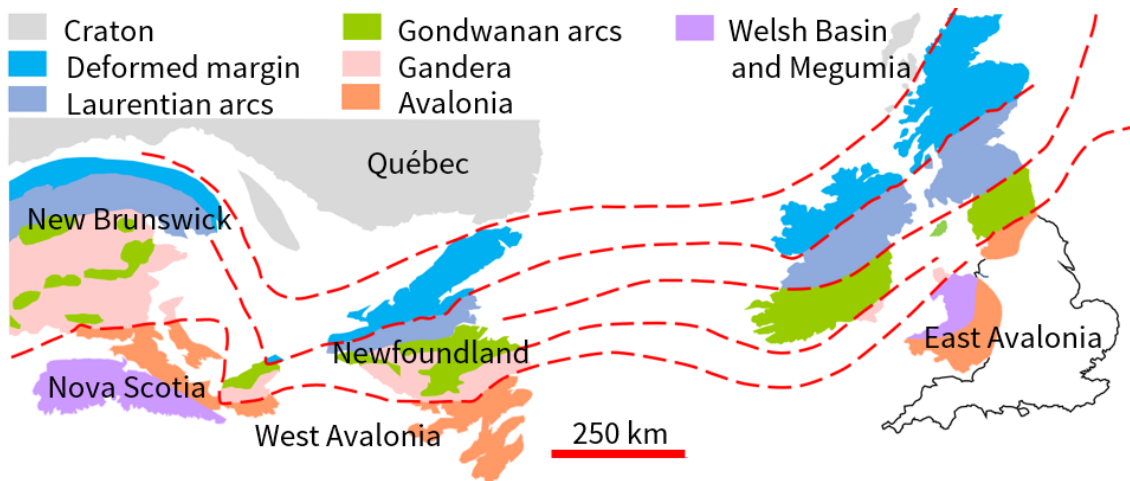 Craton
Deformed margin
Laurentian arcs
Gondwanan arcs
Gandera
Avalonia
Welsh Basin
and Megumia
Québec
New Brunswick
Newfoundland
East Avalonia
Nova Scotia
West Avalonia
250 km